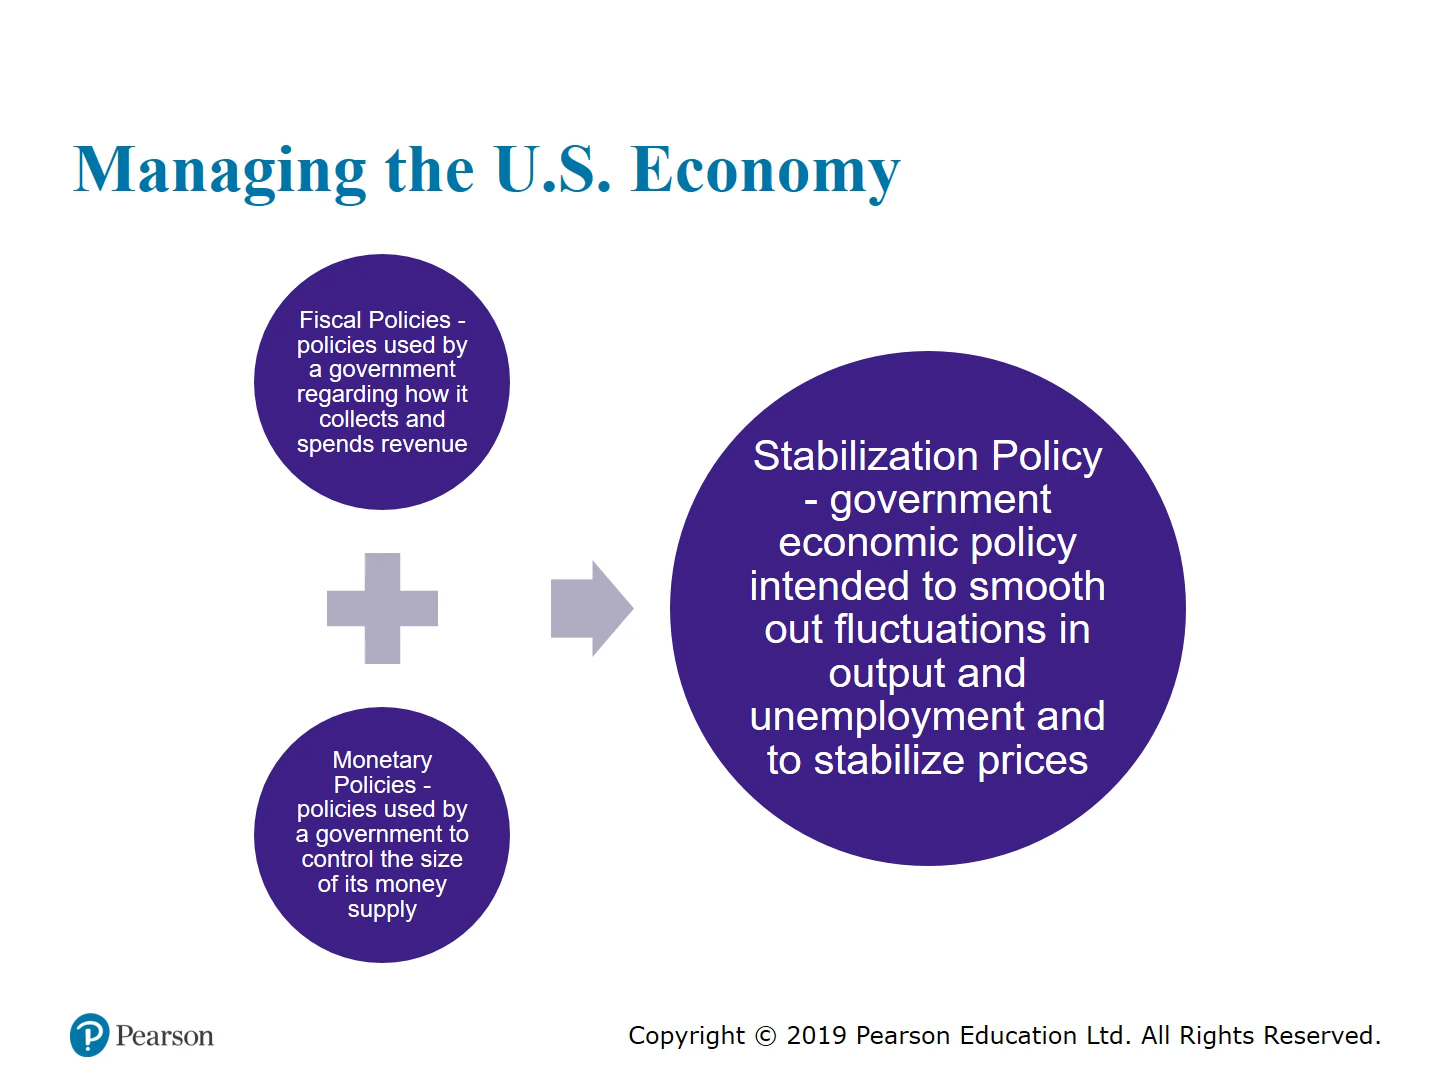 Managing the U.S. Economy
Fiscal Policies -
policies used by
a government
regarding how it
collects and
spends revenue
Monetary
Policies -
policies used by
a government to
control the size
of its money
supply
Stabilization Policy
- government
economic policy
intended to smooth
out fluctuations in
output and
unemployment and
to stabilize prices
Pearson
Copyright © 2019 Pearson Education Ltd. All Rights Reserved.